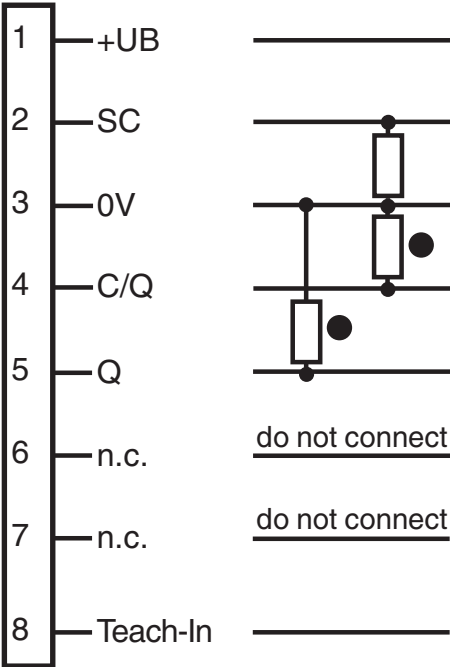 1 +UB
2 SC
3 0V
4 C/Q
5 Q
6 n.c. do not connect
7 n.c. do not connect
8 Teach-In